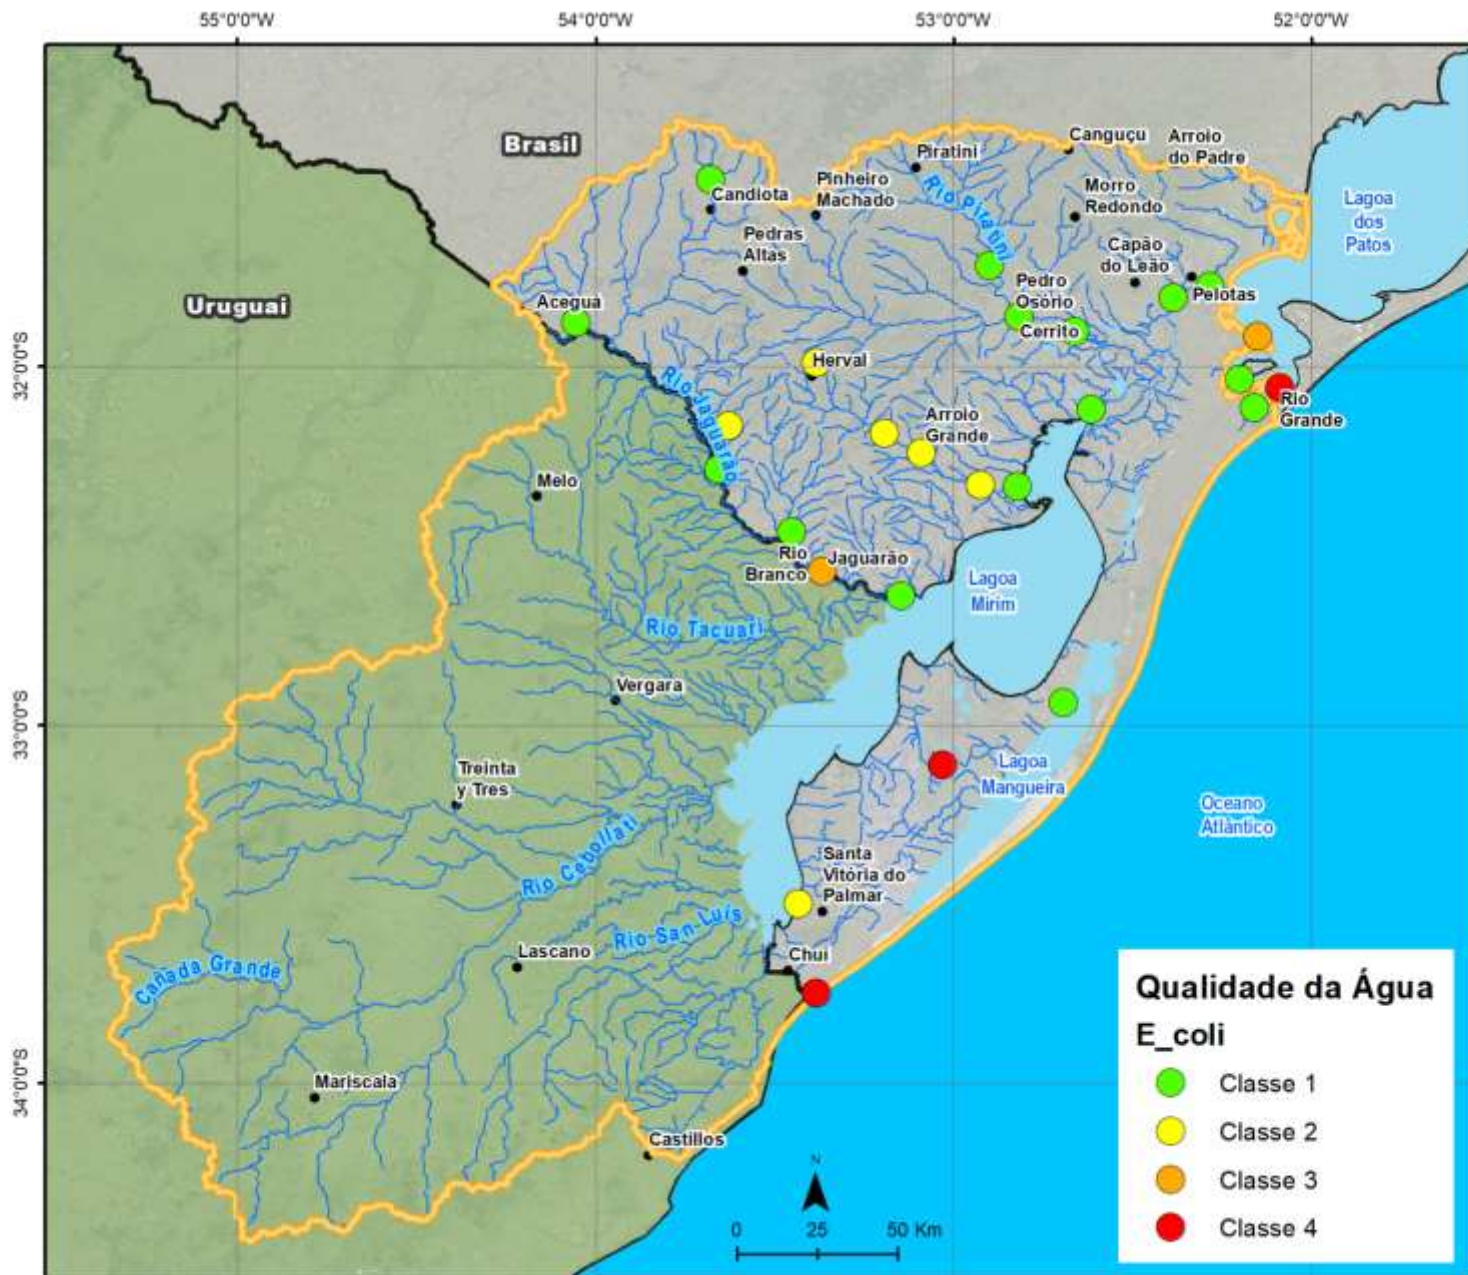 55°0'0"W
54°0'0"W
53°0'0"W
52°0'0"W
Brasil
Canguçu
Arroio
do Padre
Piratini
Pinheiro
Machado
Rio Piratini
Candiota
Morro
Redondo
Lagoa
dos
Patos
Pedras
Altas
Capão
do Leão
Uruguai
Aceguá
Pedro
Osório
Pelotas
Cerrito
32°0'0"S
Herval
Rio Jaguarão
Arroio
Grande
Rio
Grande
Melo
Rio
Branco
Jaguarão
Lagoa
Mirim
Rio Tacuarí
Vergara
33°0'0"S
Treinta
y Tres
Lagoa
Mangueira
Oceano
Atlântico
Rio Cebollatí
Santa
Vitória do
Palmar
Rio San Luís
Lascano
Chuí
Cañada Grande
34°0'0"S
Mariscala
Castillos
N
0 25 50 Km
Qualidade da Água
E_coli
Classe 1
Classe 2
Classe 3
Classe 4